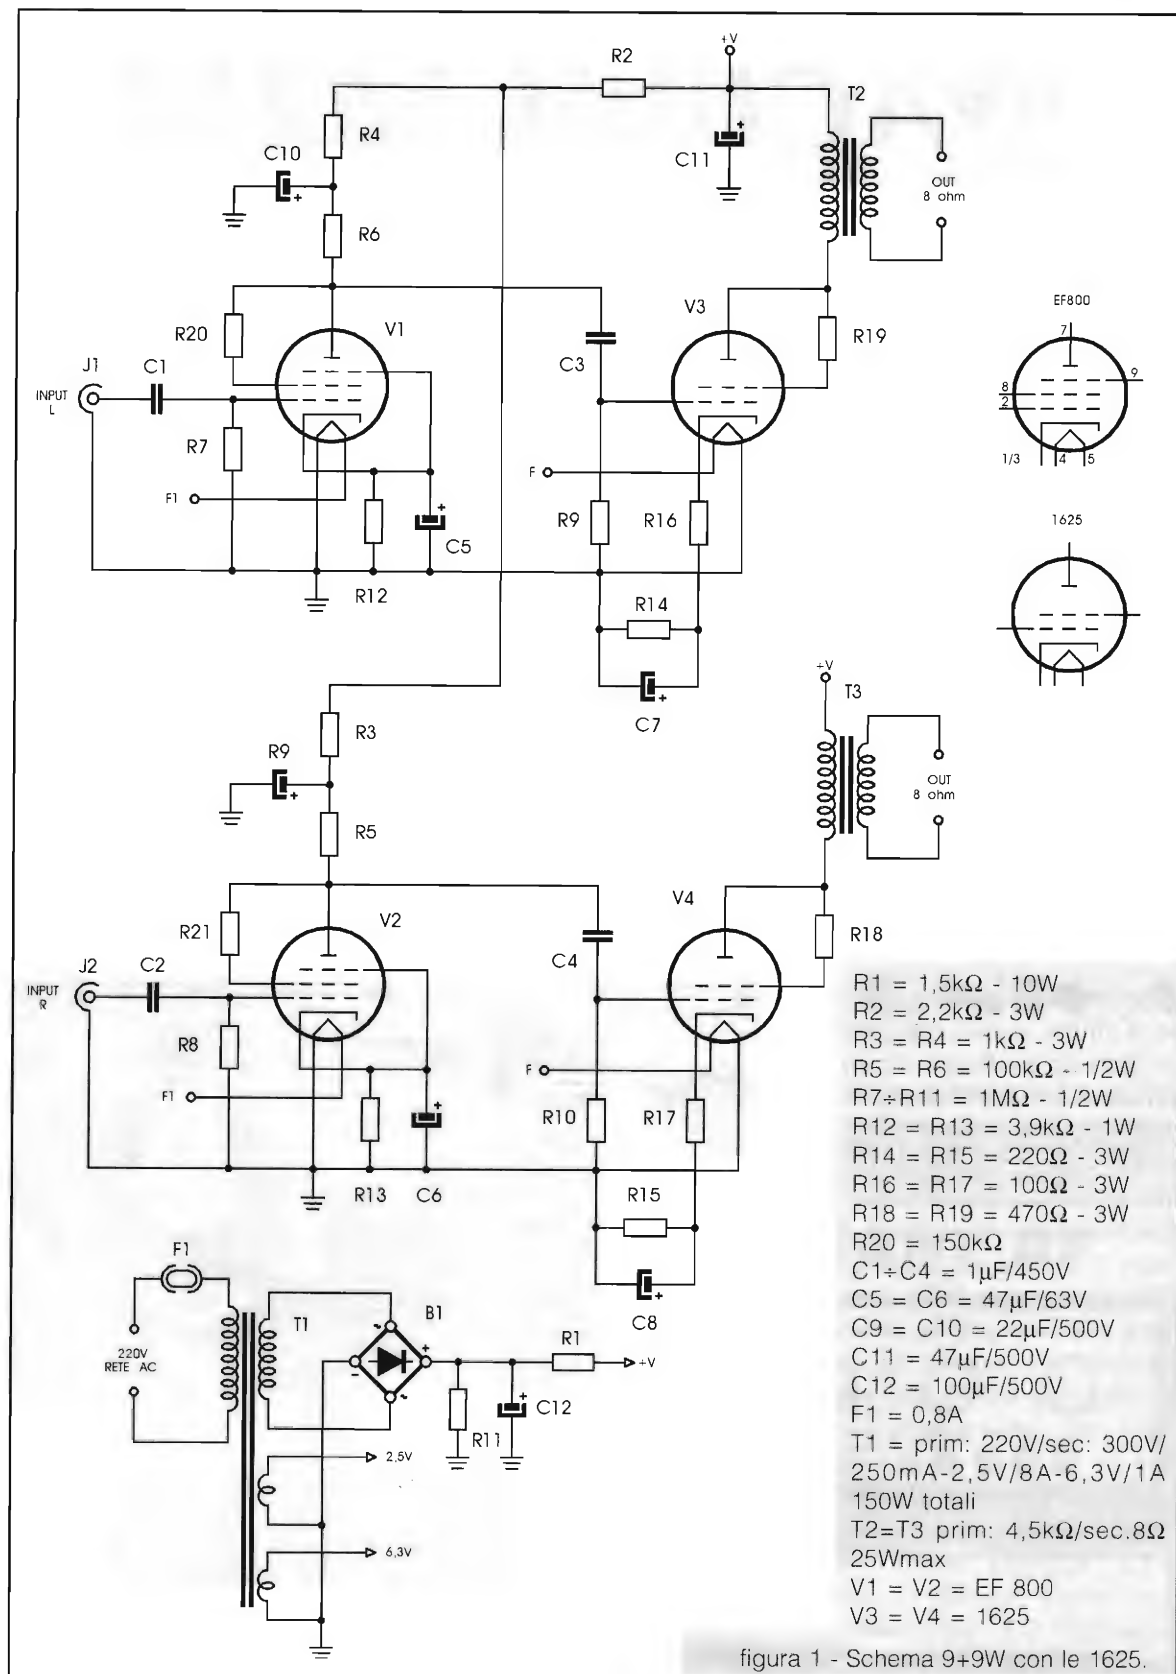 +V
R2
T2
R4
C10
C11
OUT
8 ohm
R6
EF800
7
V3
V1
R20
R19
9
J1
C1
C3
8
INPUT
L
2
R7
F1
F
1/3
4
5
R9
R16
C5
1625
R12
R14
+V
T3
C7
R3
R9
OUT
8 ohm
R5
V2
V4
R21
R18
C4
J2
C2
INPUT
R
R8
F1
F
R10
R17
R13
C6
R15
F1
C8
T1
B1
220V
RETE AC
R1
+V
C12
R11
2,5V
6,3V
R1 = 1,5kΩ - 10W
R2 = 2,2kΩ - 3W
R3 = R4 = 1kΩ - 3W
R5 = R6 = 100kΩ - 1/2W
R7÷R11 = 1MΩ - 1/2W
R12 = R13 = 3,9kΩ - 1W
R14 = R15 = 220Ω - 3W
R16 = R17 = 100Ω - 3W
R18 = R19 = 470Ω - 3W
R20 = 150kΩ
C1÷C4 = 1µF/450V
C5 = C6 = 47µF/63V
C9 = C10 = 22µF/500V
C11 = 47µF/500V
C12 = 100µF/500V
F1 = 0,8A
T1 = prim: 220V/sec: 300V/
250mA-2,5V/8A-6,3V/1A
150W totali
T2=T3 prim: 4,5kΩ/sec.8Ω
25Wmax
V1 = V2 = EF 800
V3 = V4 = 1625
figura 1 - Schema 9+9W con le 1625.